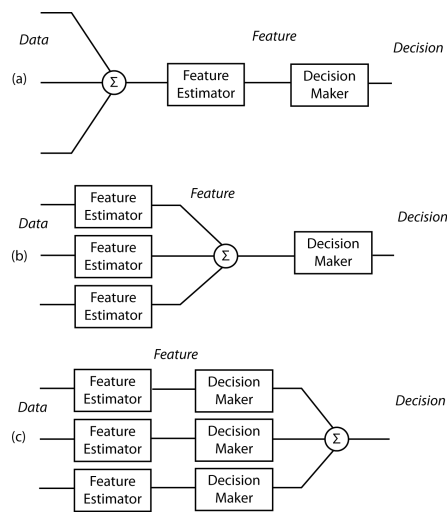 Data
Feature
Decision
(a)
Σ
Feature
Estimator
Decision
Maker
Feature
Estimator
Feature
Data
Decision
(b)
Feature
Estimator
Σ
Decision
Maker
Feature
Estimator
Feature
Feature
Estimator
Decision
Maker
Data
Decision
(c)
Feature
Estimator
Decision
Maker
Σ
Feature
Estimator
Decision
Maker